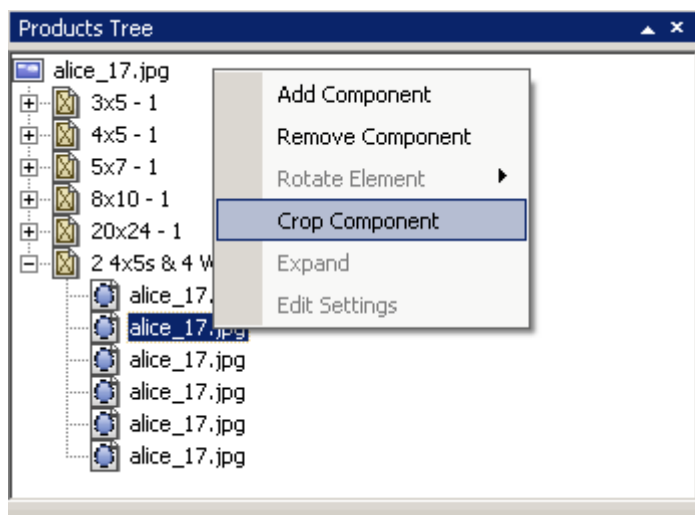 Products Tree
alice_17.jpg
3x5 - 1
4x5 - 1
5x7 - 1
8x10 - 1
20x24 - 1
2 4x5s & 4 W
alice_17.
alice_17.jpg
alice_17.jpg
alice_17.jpg
alice_17.jpg
alice_17.jpg
Add Component
Remove Component
Rotate Element
Crop Component
Expand
Edit Settings